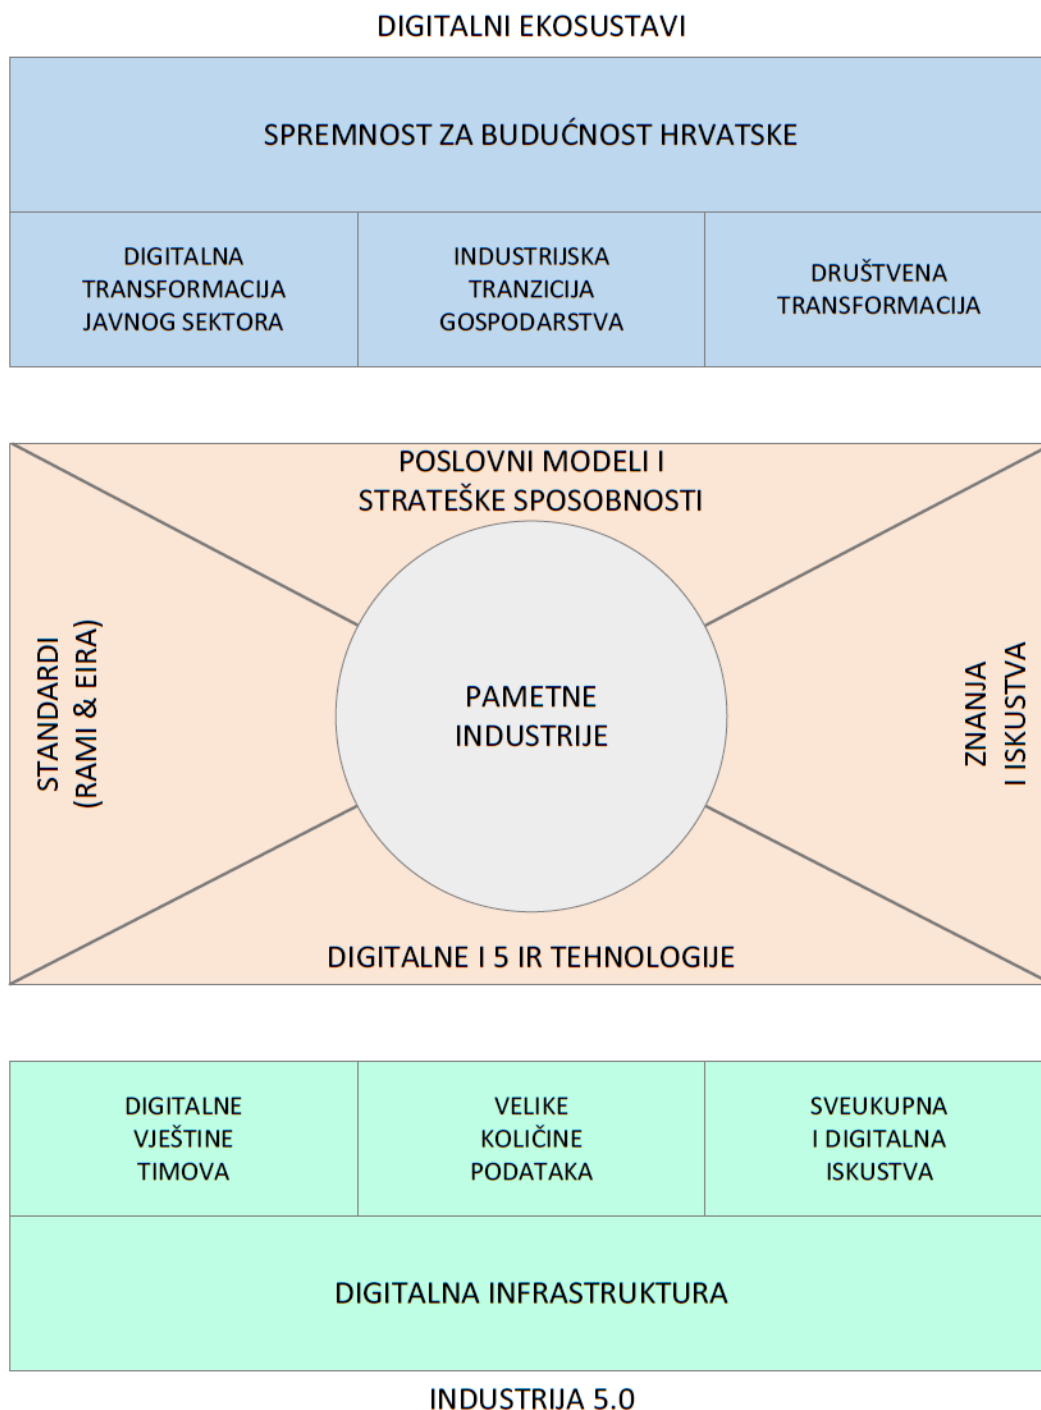 DIGITALNI EKOSUSTAVI
SPREMNOST ZA BUDUĆNOST HRVATSKE
DIGITALNA
TRANSFORMACIJA
JAVNOG SEKTORA
INDUSTRIJSKA
TRANZICIJA
GOSPODARSTVA
DRUŠTVENA
TRANSFORMACIJA
POSLOVNI MODELI I
STRATEŠKE SPOSOBNOSTI
STANDARDI
(RAMI & EIRA)
PAMETNE
INDUSTRIJE
ZNANJA
I ISKUSTVA
DIGITALNE I 5 IR TEHNOLOGIJE
DIGITALNE
VJEŠTINE
TIMOVA
VELIKE
KOLIČINE
PODATAKA
SVEUKUPNA
I DIGITALNA
ISKUSTVA
DIGITALNA INFRASTRUKTURA
INDUSTRIJA 5.0